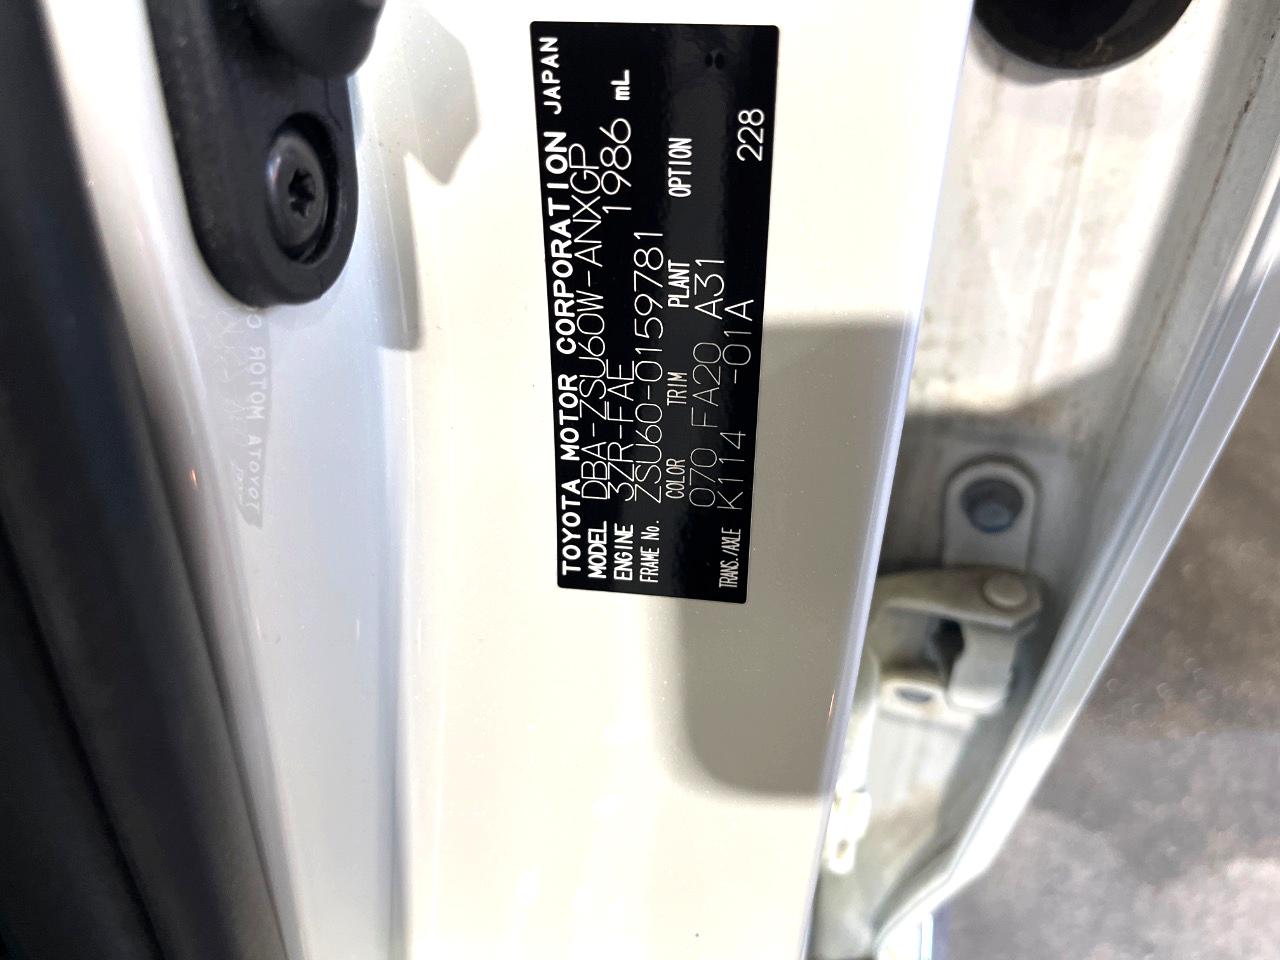 TOYOTA MOTOR CORPORATION JAPAN
MODEL DBA-ZSU60W-ANXGP
ENGINE 3ZR-FAE 1986 mL
FRAME No. ZSU60-0159781
COLOR TRIM PLANT OPTION
070 FA20 A31
TRANS./AXLE K114 -01A 228